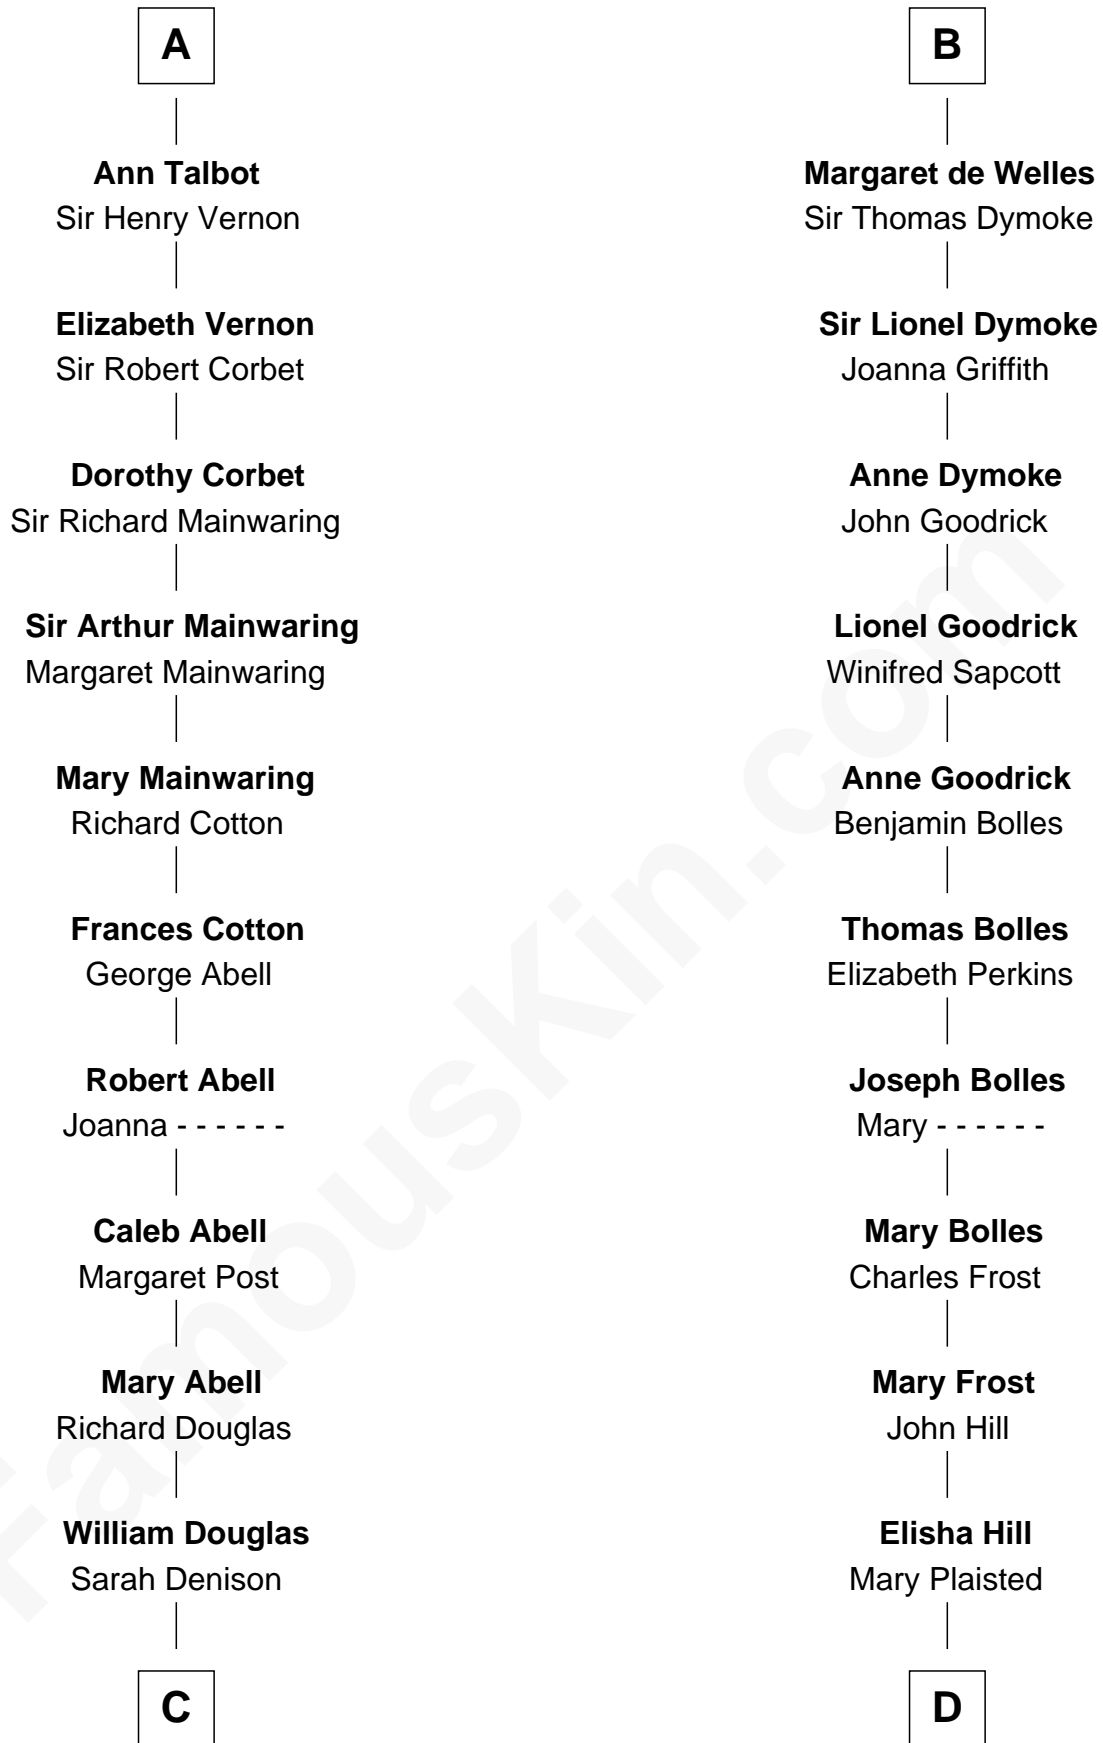 A
Ann Talbot
Sir Henry Vernon
Elizabeth Vernon
Sir Robert Corbet
Dorothy Corbet
Sir Richard Mainwaring
Sir Arthur Mainwaring
Margaret Mainwaring
Mary Mainwaring
Richard Cotton
Frances Cotton
George Abell
Robert Abell
Joanna - - - - - -
Caleb Abell
Margaret Post
Mary Abell
Richard Douglas
William Douglas
Sarah Denison
C
B
Margaret de Welles
Sir Thomas Dymoke
Sir Lionel Dymoke
Joanna Griffith
Anne Dymoke
John Goodrick
Lionel Goodrick
Winifred Sapcott
Anne Goodrick
Benjamin Bolles
Thomas Bolles
Elizabeth Perkins
Joseph Bolles
Mary - - - - - -
Mary Bolles
Charles Frost
Mary Frost
John Hill
Elisha Hill
Mary Plaisted
D
FamousKin.com